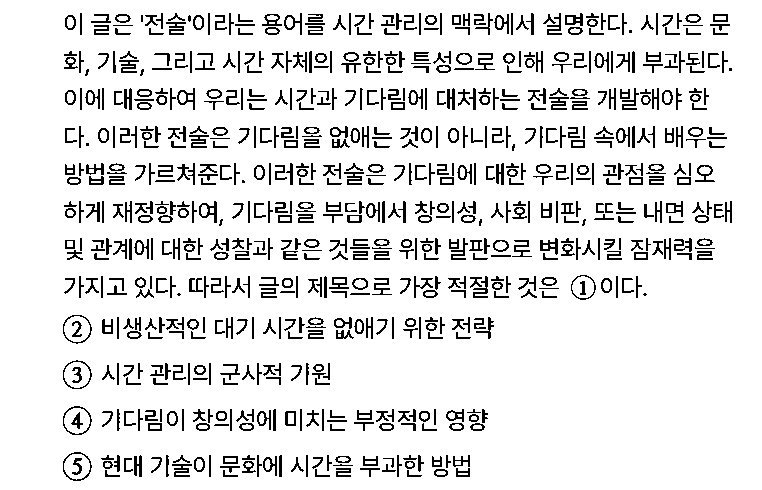 이 글은 '전술'이라는 용어를 시간 관리의 맥락에서 설명한다. 시간은 문
화, 기술, 그리고 시간 자체의 유한한 특성으로 인해 우리에게 부과된다.
이에 대응하여 우리는 시간과 기다림에 대처하는 전술을 개발해야 한
다. 이러한 전술은 기다림을 없애는 것이 아니라, 기다림 속에서 배우는
방법을 가르쳐준다. 이러한 전술은 기다림에 대한 우리의 관점을 심오
하게 재정향하여, 기다림을 부담에서 창의성, 사회 비판, 또는 내면 상태
및 관계에 대한 성찰과 같은 것들을 위한 발판으로 변화시킬 잠재력을
가지고 있다. 따라서 글의 제목으로 가장 적절한 것은 ①이다.
② 비생산적인 대기 시간을 없애기 위한 전략
③ 시간 관리의 군사적 기원
④ 기다림이 창의성에 미치는 부정적인 영향
⑤ 현대 기술이 문화에 시간을 부과한 방법